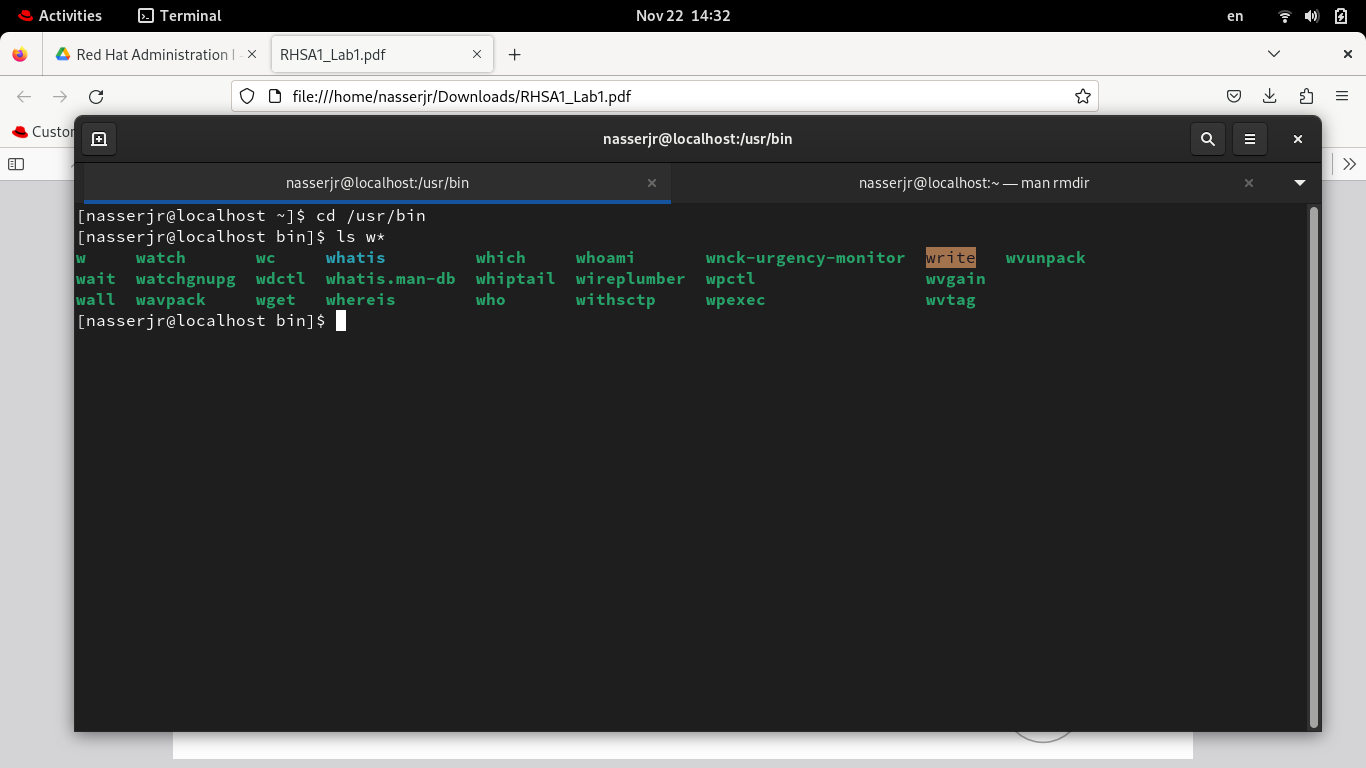 Activities Terminal Nov 22 14:32 en
Red Hat Administration I - RHSA1_Lab1.pdf
file:///home/nasserjr/Downloads/RHSA1_Lab1.pdf
nasserjr@localhost:/usr/bin
nasserjr@localhost:/usr/bin nasserjr@localhost:~ — man rmdir
[nasserjr@localhost ~]$ cd /usr/bin
[nasserjr@localhost bin]$ ls w*
w watch wc whatis which whoami wnck-urgency-monitor write wvunpack
wait watchgnupg wdctl whatis.man-db whiptail wireplumber wpctl wvgain
wall wavpack wget whereis who withsctp wpexec wvtag
[nasserjr@localhost bin]$